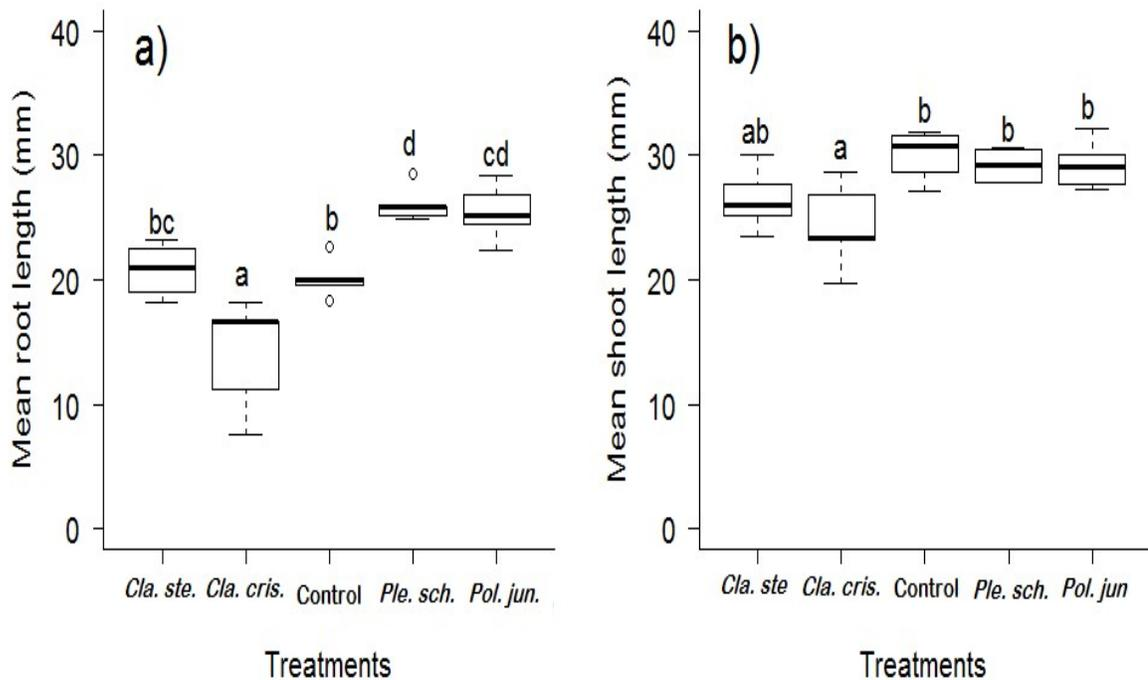 a)
Mean root length (mm)
40
30
20
10
0
bc
a
b
d
cd
Cla. ste. Cla. cris. Control Ple. sch. Pol. jun.
Treatments
b)
Mean shoot length (mm)
40
30
20
10
0
ab
a
b
b
b
Cla. ste Cla. cris. Control Ple. sch. Pol. jun
Treatments